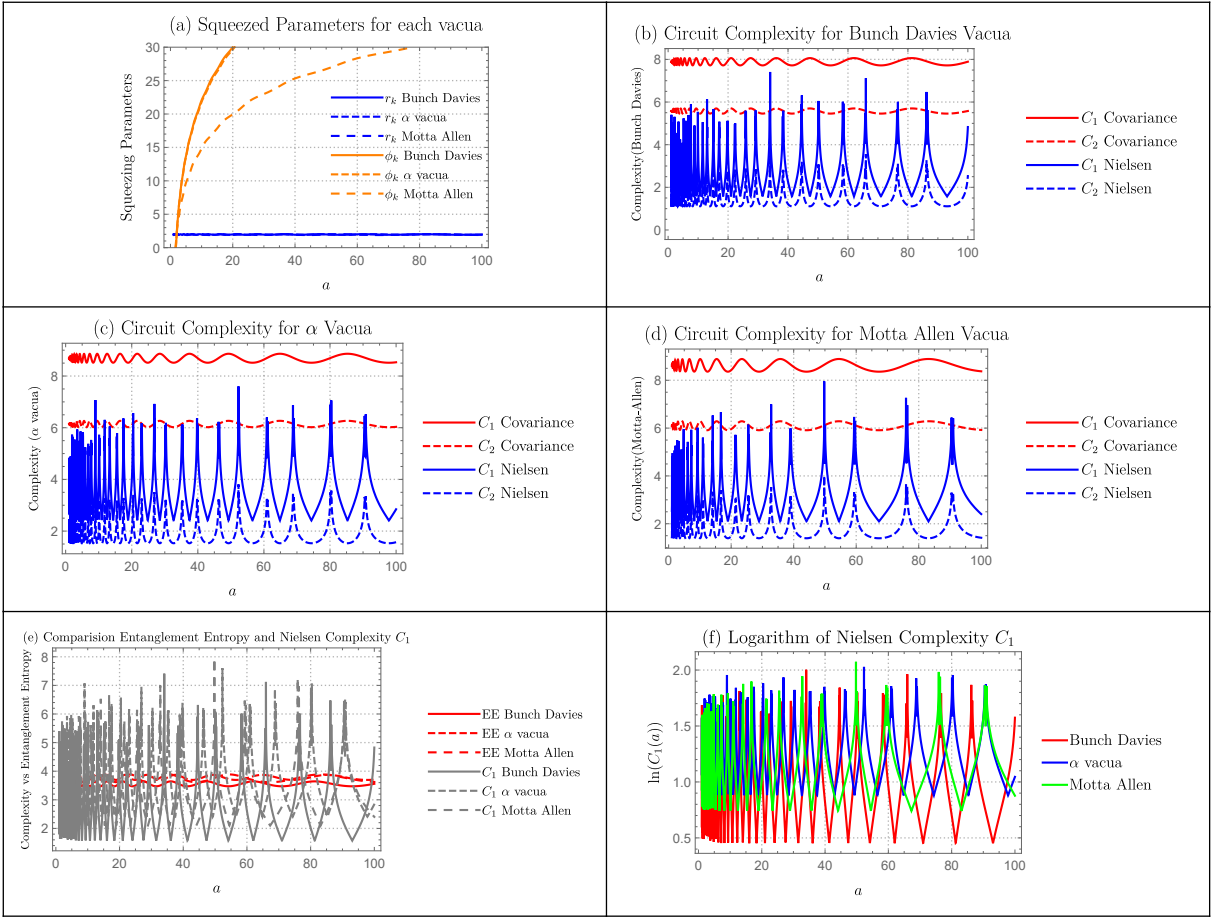 (a) Squeezed Parameters for each vacua
Squeezing Parameters
30
25
20
15
10
5
0
0 20 40 60 80 100
a
r_k Bunch Davies
r_k α vacua
r_k Motta Allen
ϕ_k Bunch Davies
ϕ_k α vacua
ϕ_k Motta Allen
(b) Circuit Complexity for Bunch Davies Vacua
Complexity(Bunch Davies)
8
6
4
2
0
0 20 40 60 80 100
a
C_1 Covariance
C_2 Covariance
C_1 Nielsen
C_2 Nielsen
(c) Circuit Complexity for α Vacua
Complexity (α vacua)
8
6
4
2
0 20 40 60 80 100
a
C_1 Covariance
C_2 Covariance
C_1 Nielsen
C_2 Nielsen
(d) Circuit Complexity for Motta Allen Vacua
Complexity(Motta-Allen)
8
6
4
2
0 20 40 60 80 100
a
C_1 Covariance
C_2 Covariance
C_1 Nielsen
C_2 Nielsen
(e) Comparision Entanglement Entropy and Nielsen Complexity C_1
Complexity vs Entanglement Entropy
8
7
6
5
4
3
2
0 20 40 60 80 100
a
EE Bunch Davies
EE α vacua
EE Motta Allen
C_1 Bunch Davies
C_1 α vacua
C_1 Motta Allen
(f) Logarithm of Nielsen Complexity C_1
ln(C_1(a))
2.0
1.5
1.0
0.5
0 20 40 60 80 100
a
Bunch Davies
α vacua
Motta Allen